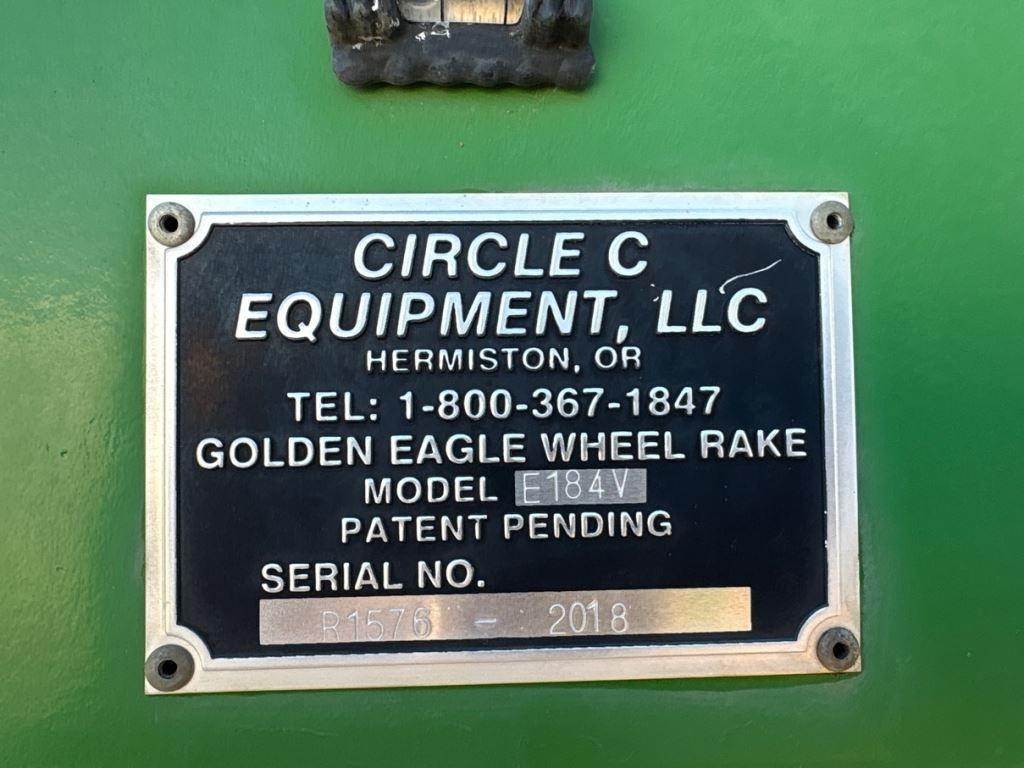 CIRCLE C
EQUIPMENT, LLC
HERMISTON, OR
TEL: 1-800-367-1847
GOLDEN EAGLE WHEEL RAKE
MODEL E184V
PATENT PENDING
SERIAL NO.
R1576 - 2018